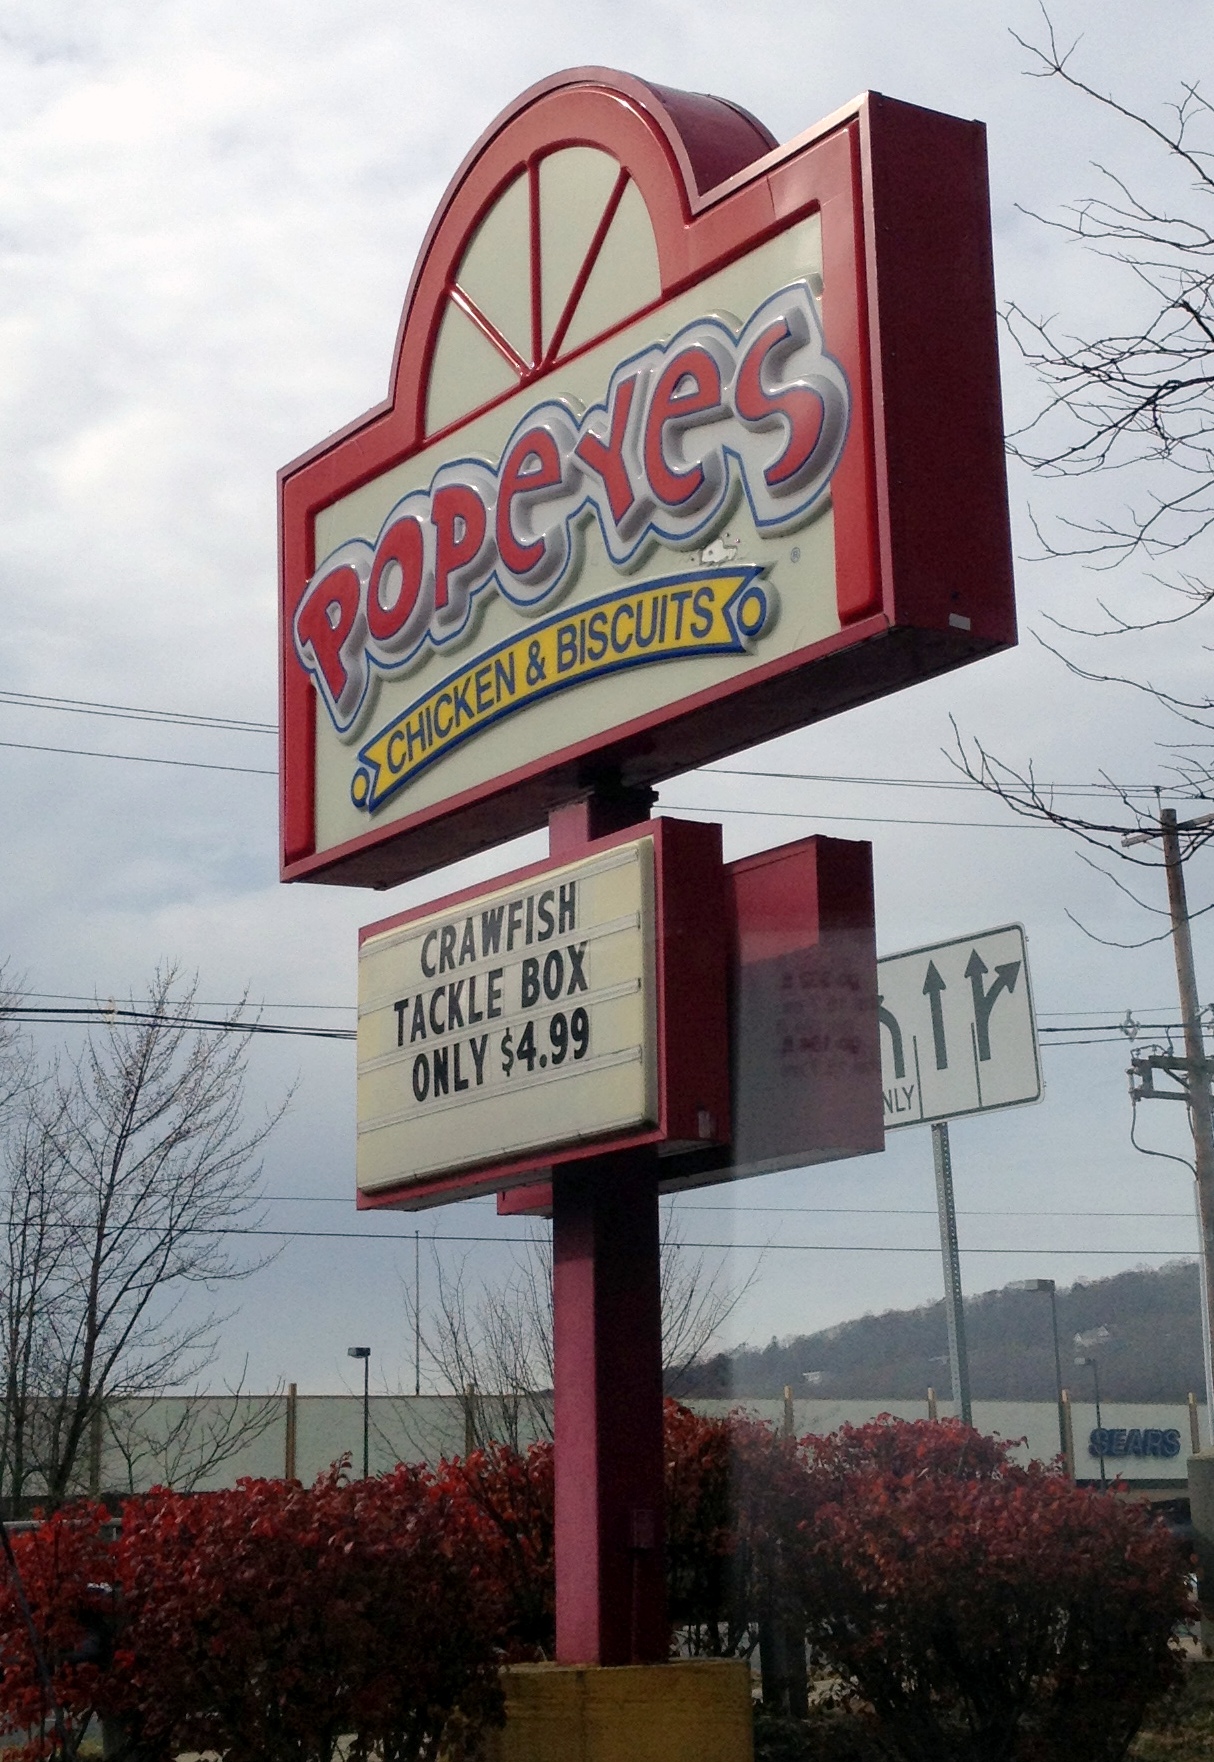 POPEYES
®
CHICKEN & BISCUITS
CRAWFISH
TACKLE BOX
ONLY $4.99
NLY
SEARS